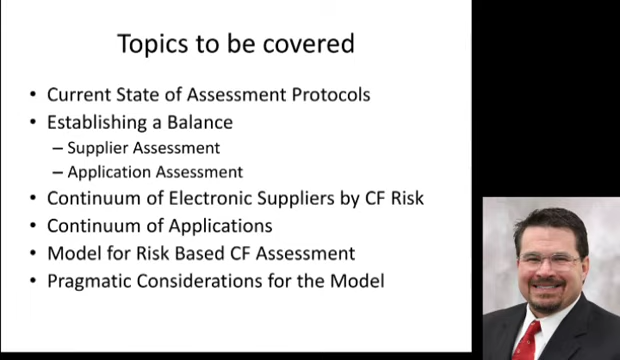 Topics to be covered
• Current State of Assessment Protocols
• Establishing a Balance
– Supplier Assessment
– Application Assessment
• Continuum of Electronic Suppliers by CF Risk
• Continuum of Applications
• Model for Risk Based CF Assessment
• Pragmatic Considerations for the Model